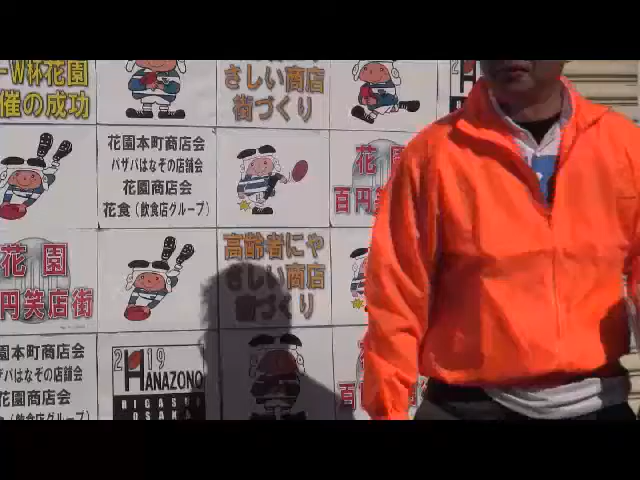 W杯花園
催の成功
さしい商店
街づくり
花園本町商店会
バザパはなぞの店舗会
花園商店会
花食(飲食店グループ)
花園
百円
花園
円笑店街
高齢者にや
さしい商店
街づくり
園本町商店会
ザパはなぞの店舗会
花園商店会
食(飲食店グループ)
2019
HANAZONO
HIGASHI
OSAKA
百